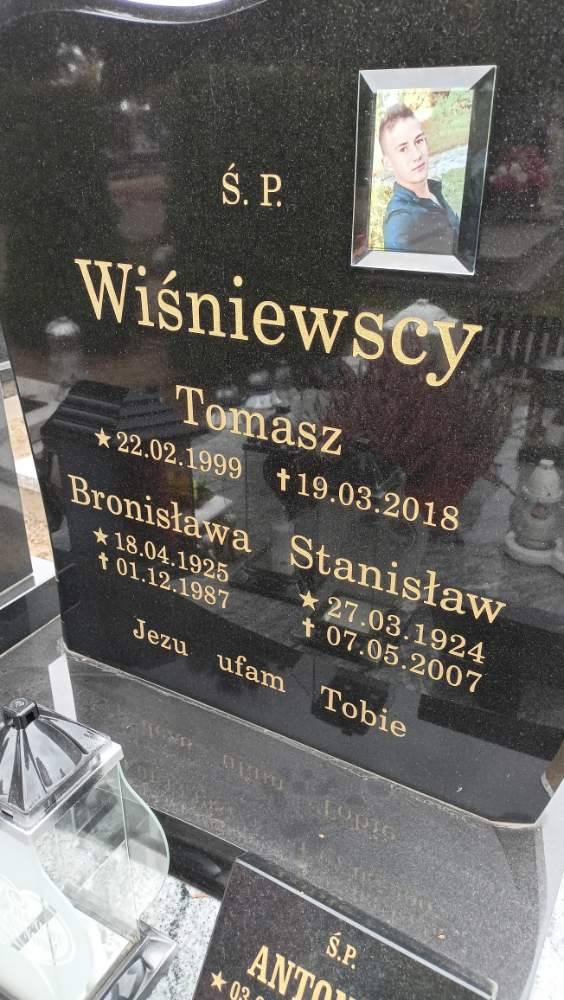 Ś. P.
Wiśniewscy
Tomasz
★22.02.1999 ✝19.03.2018
Bronisława Stanisław
★ 18.04.1925 ★ 27.03.1924
✝ 01.12.1987 ✝ 07.05.2007
Jezu ufam Tobie
Ś.P.